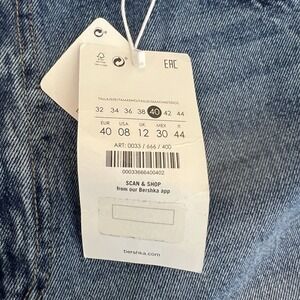 EAC
32 34 36 38 40 42 44
EUR USA UK MEX IT
40 08 12 30 44
ART: 0033 / 666 / 400
00033666400402
SCAN & SHOP
from our Bershka app
bershka.com